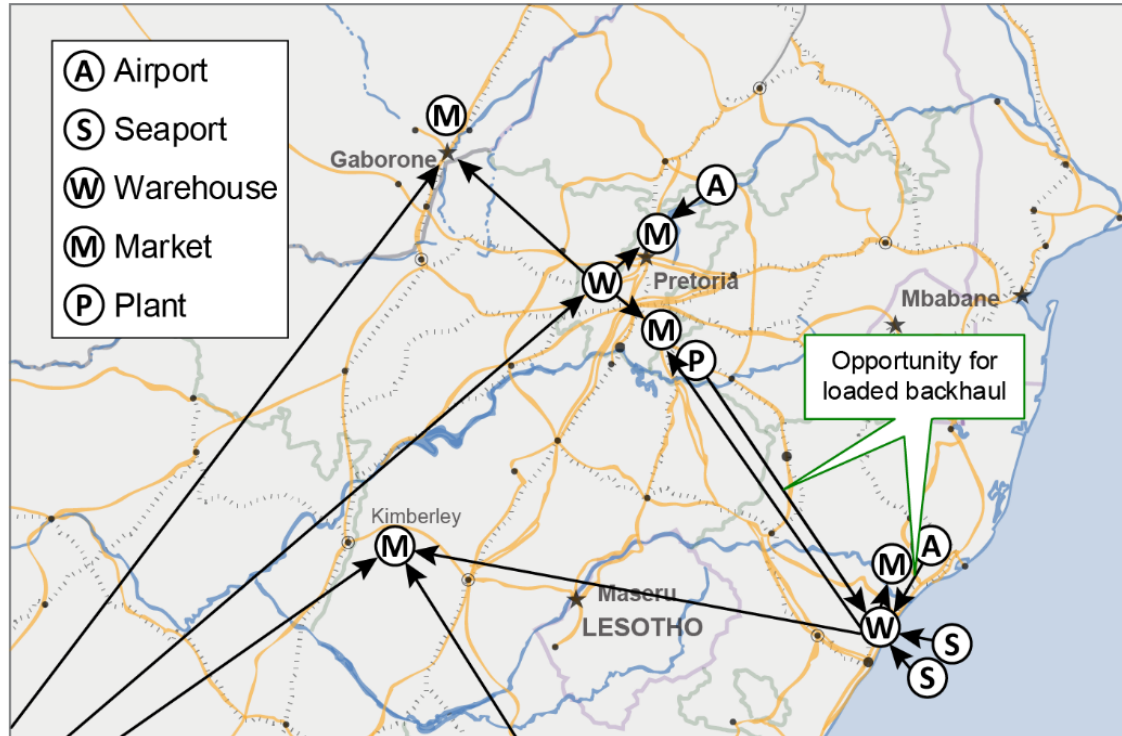 A Airport
S Seaport
W Warehouse
M Market
P Plant
M
Gaborone
A
M
Pretoria
W
Mbabane
M
P
Opportunity for
loaded backhaul
Kimberley
M
A
M
Maseru
LESOTHO
W
S
S